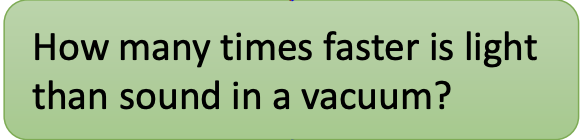 How many times faster is light
than sound in a vacuum?